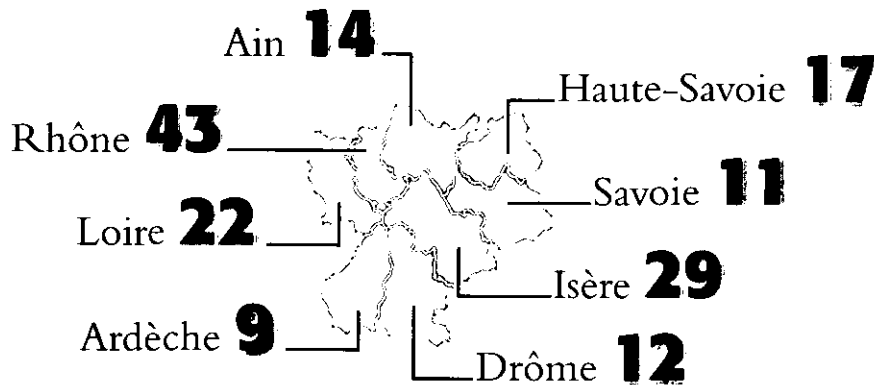 Ain 14
Haute-Savoie 17
Rhône 43
Savoie 11
Loire 22
Isère 29
Ardèche 9
Drôme 12